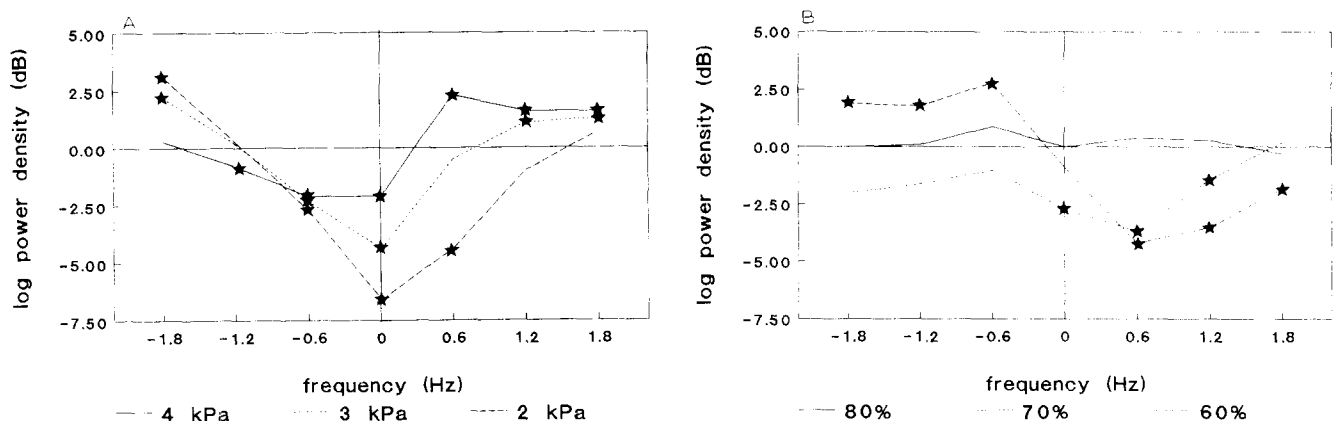 A
5.00
2.50
0.00
-2.50
-5.00
-7.50
log power density (dB)
-1.8 -1.2 -0.6 0 0.6 1.2 1.8
frequency (Hz)
4 kPa 3 kPa 2 kPa
B
5.00
2.50
0.00
-2.50
-5.00
-7.50
log power density (dB)
-1.8 -1.2 -0.6 0 0.6 1.2 1.8
frequency (Hz)
80% 70% 60%